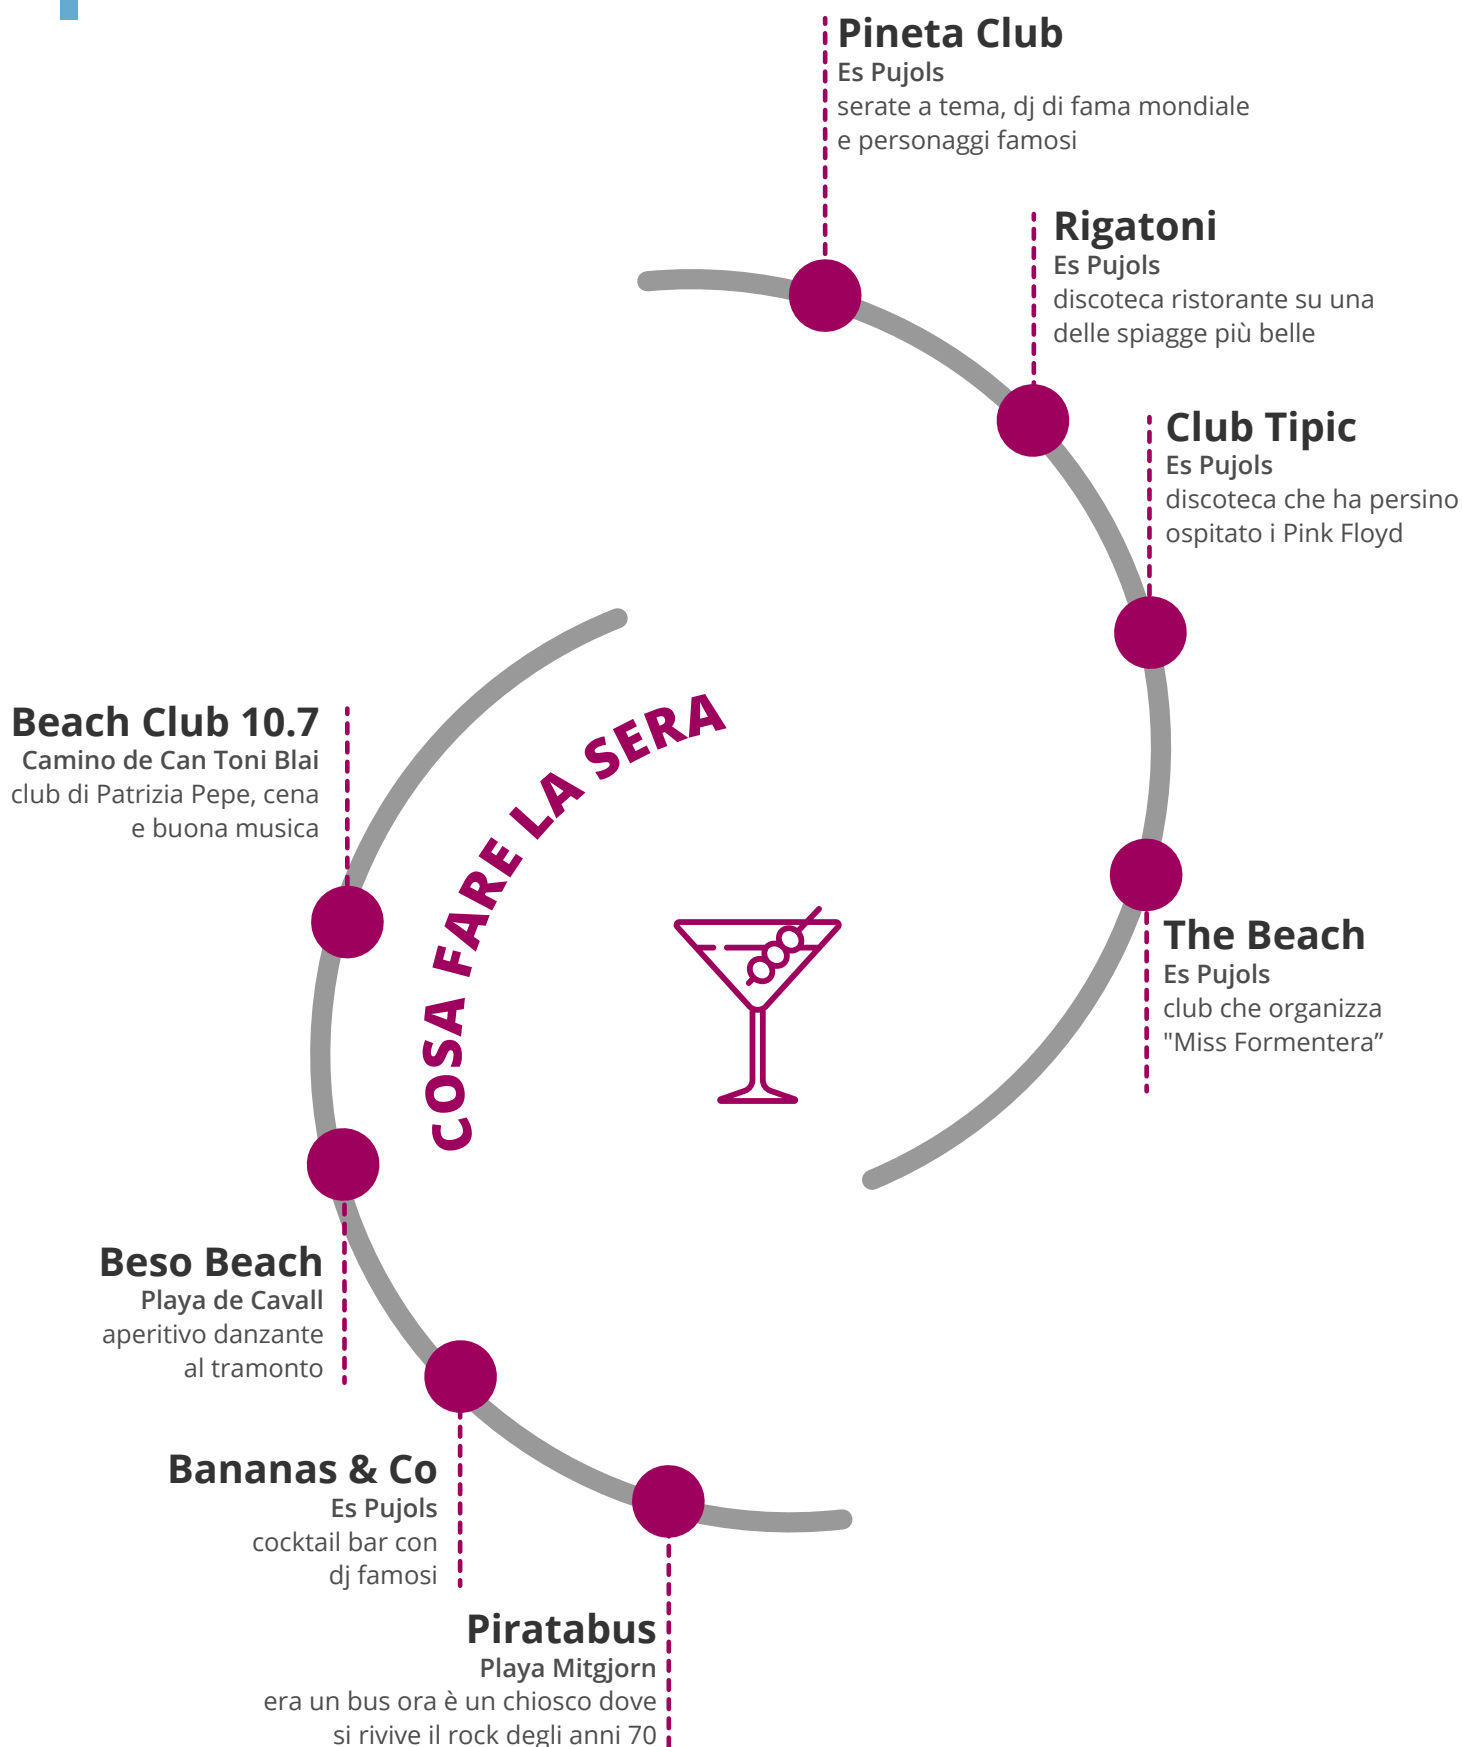 Pineta Club
Es Pujols
serate a tema, dj di fama mondiale
e personaggi famosi
Rigatoni
Es Pujols
discoteca ristorante su una
delle spiagge più belle
Club Tipic
Es Pujols
discoteca che ha persino
ospitato i Pink Floyd
COSA FARE LA SERA
Beach Club 10.7
Camino de Can Toni Blai
club di Patrizia Pepe, cena
e buona musica
The Beach
Es Pujols
club che organizza
"Miss Formentera”
Beso Beach
Playa de Cavall
aperitivo danzante
al tramonto
Bananas & Co
Es Pujols
cocktail bar con
dj famosi
Piratabus
Playa Mitgjorn
era un bus ora è un chiosco dove
si rivive il rock degli anni 70